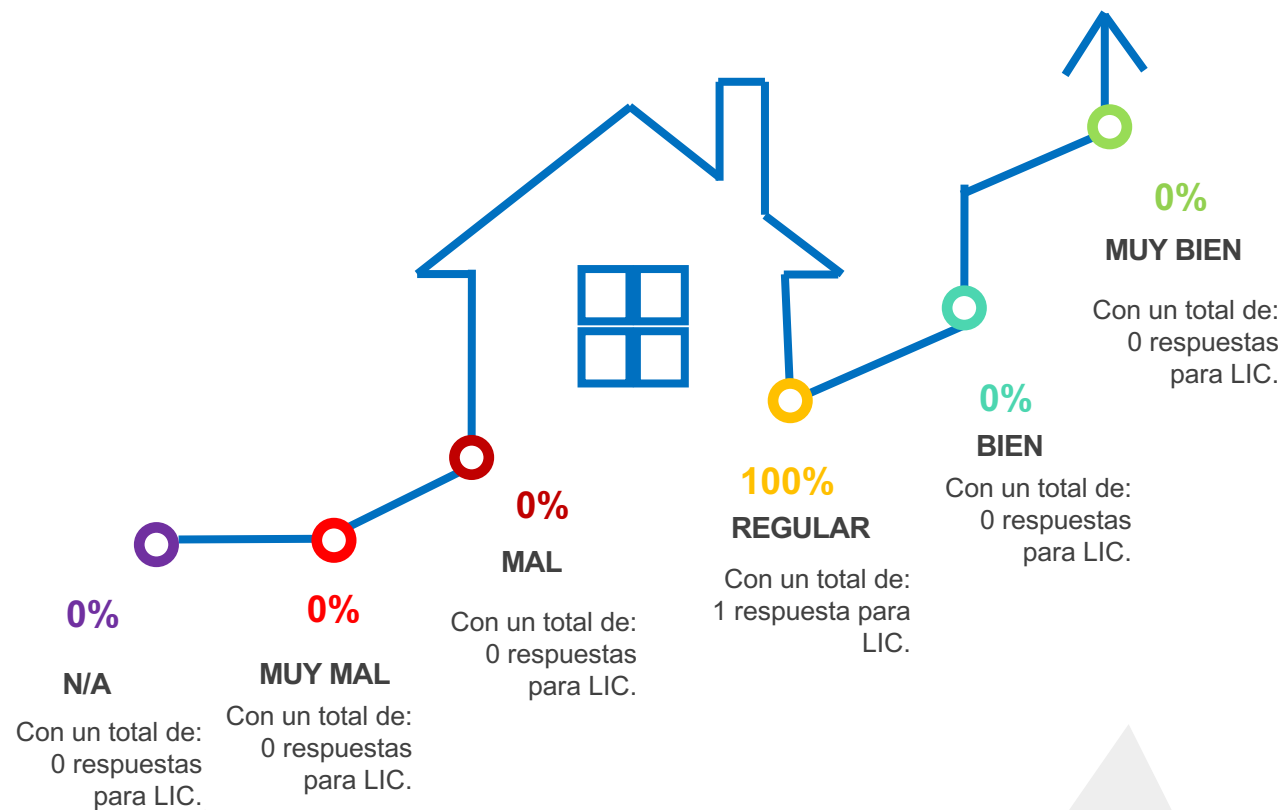 0%
N/A
Con un total de:
0 respuestas
para LIC.
0%
MUY MAL
Con un total de:
0 respuestas
para LIC.
0%
MAL
Con un total de:
0 respuestas
para LIC.
100%
REGULAR
Con un total de:
1 respuesta para
LIC.
0%
BIEN
Con un total de:
0 respuestas
para LIC.
0%
MUY BIEN
Con un total de:
0 respuestas
para LIC.